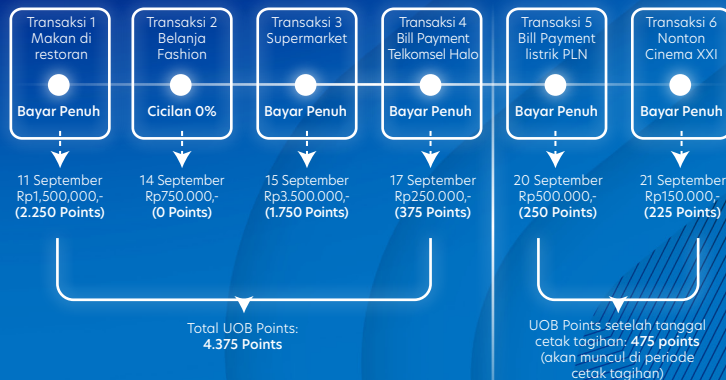 Transaksi 1
Makan di
restoran
Bayar Penuh
11 September
Rp1,500,000,-
(2.250 Points)
Transaksi 2
Belanja
Fashion
Cicilan 0%
14 September
Rp750.000,-
(0 Points)
Transaksi 3
Supermarket
Bayar Penuh
15 September
Rp3.500.000,-
(1.750 Points)
Transaksi 4
Bill Payment
Telkomsel Halo
Bayar Penuh
17 September
Rp250.000,-
(375 Points)
Transaksi 5
Bill Payment
listrik PLN
Bayar Penuh
20 September
Rp500.000,-
(250 Points)
Transaksi 6
Nonton
Cinema XXI
Bayar Penuh
21 September
Rp150.000,-
(225 Points)
Total UOB Points:
4.375 Points
UOB Points setelah tanggal
cetak tagihan: 475 points
(akan muncul di periode
cetak tagihan)